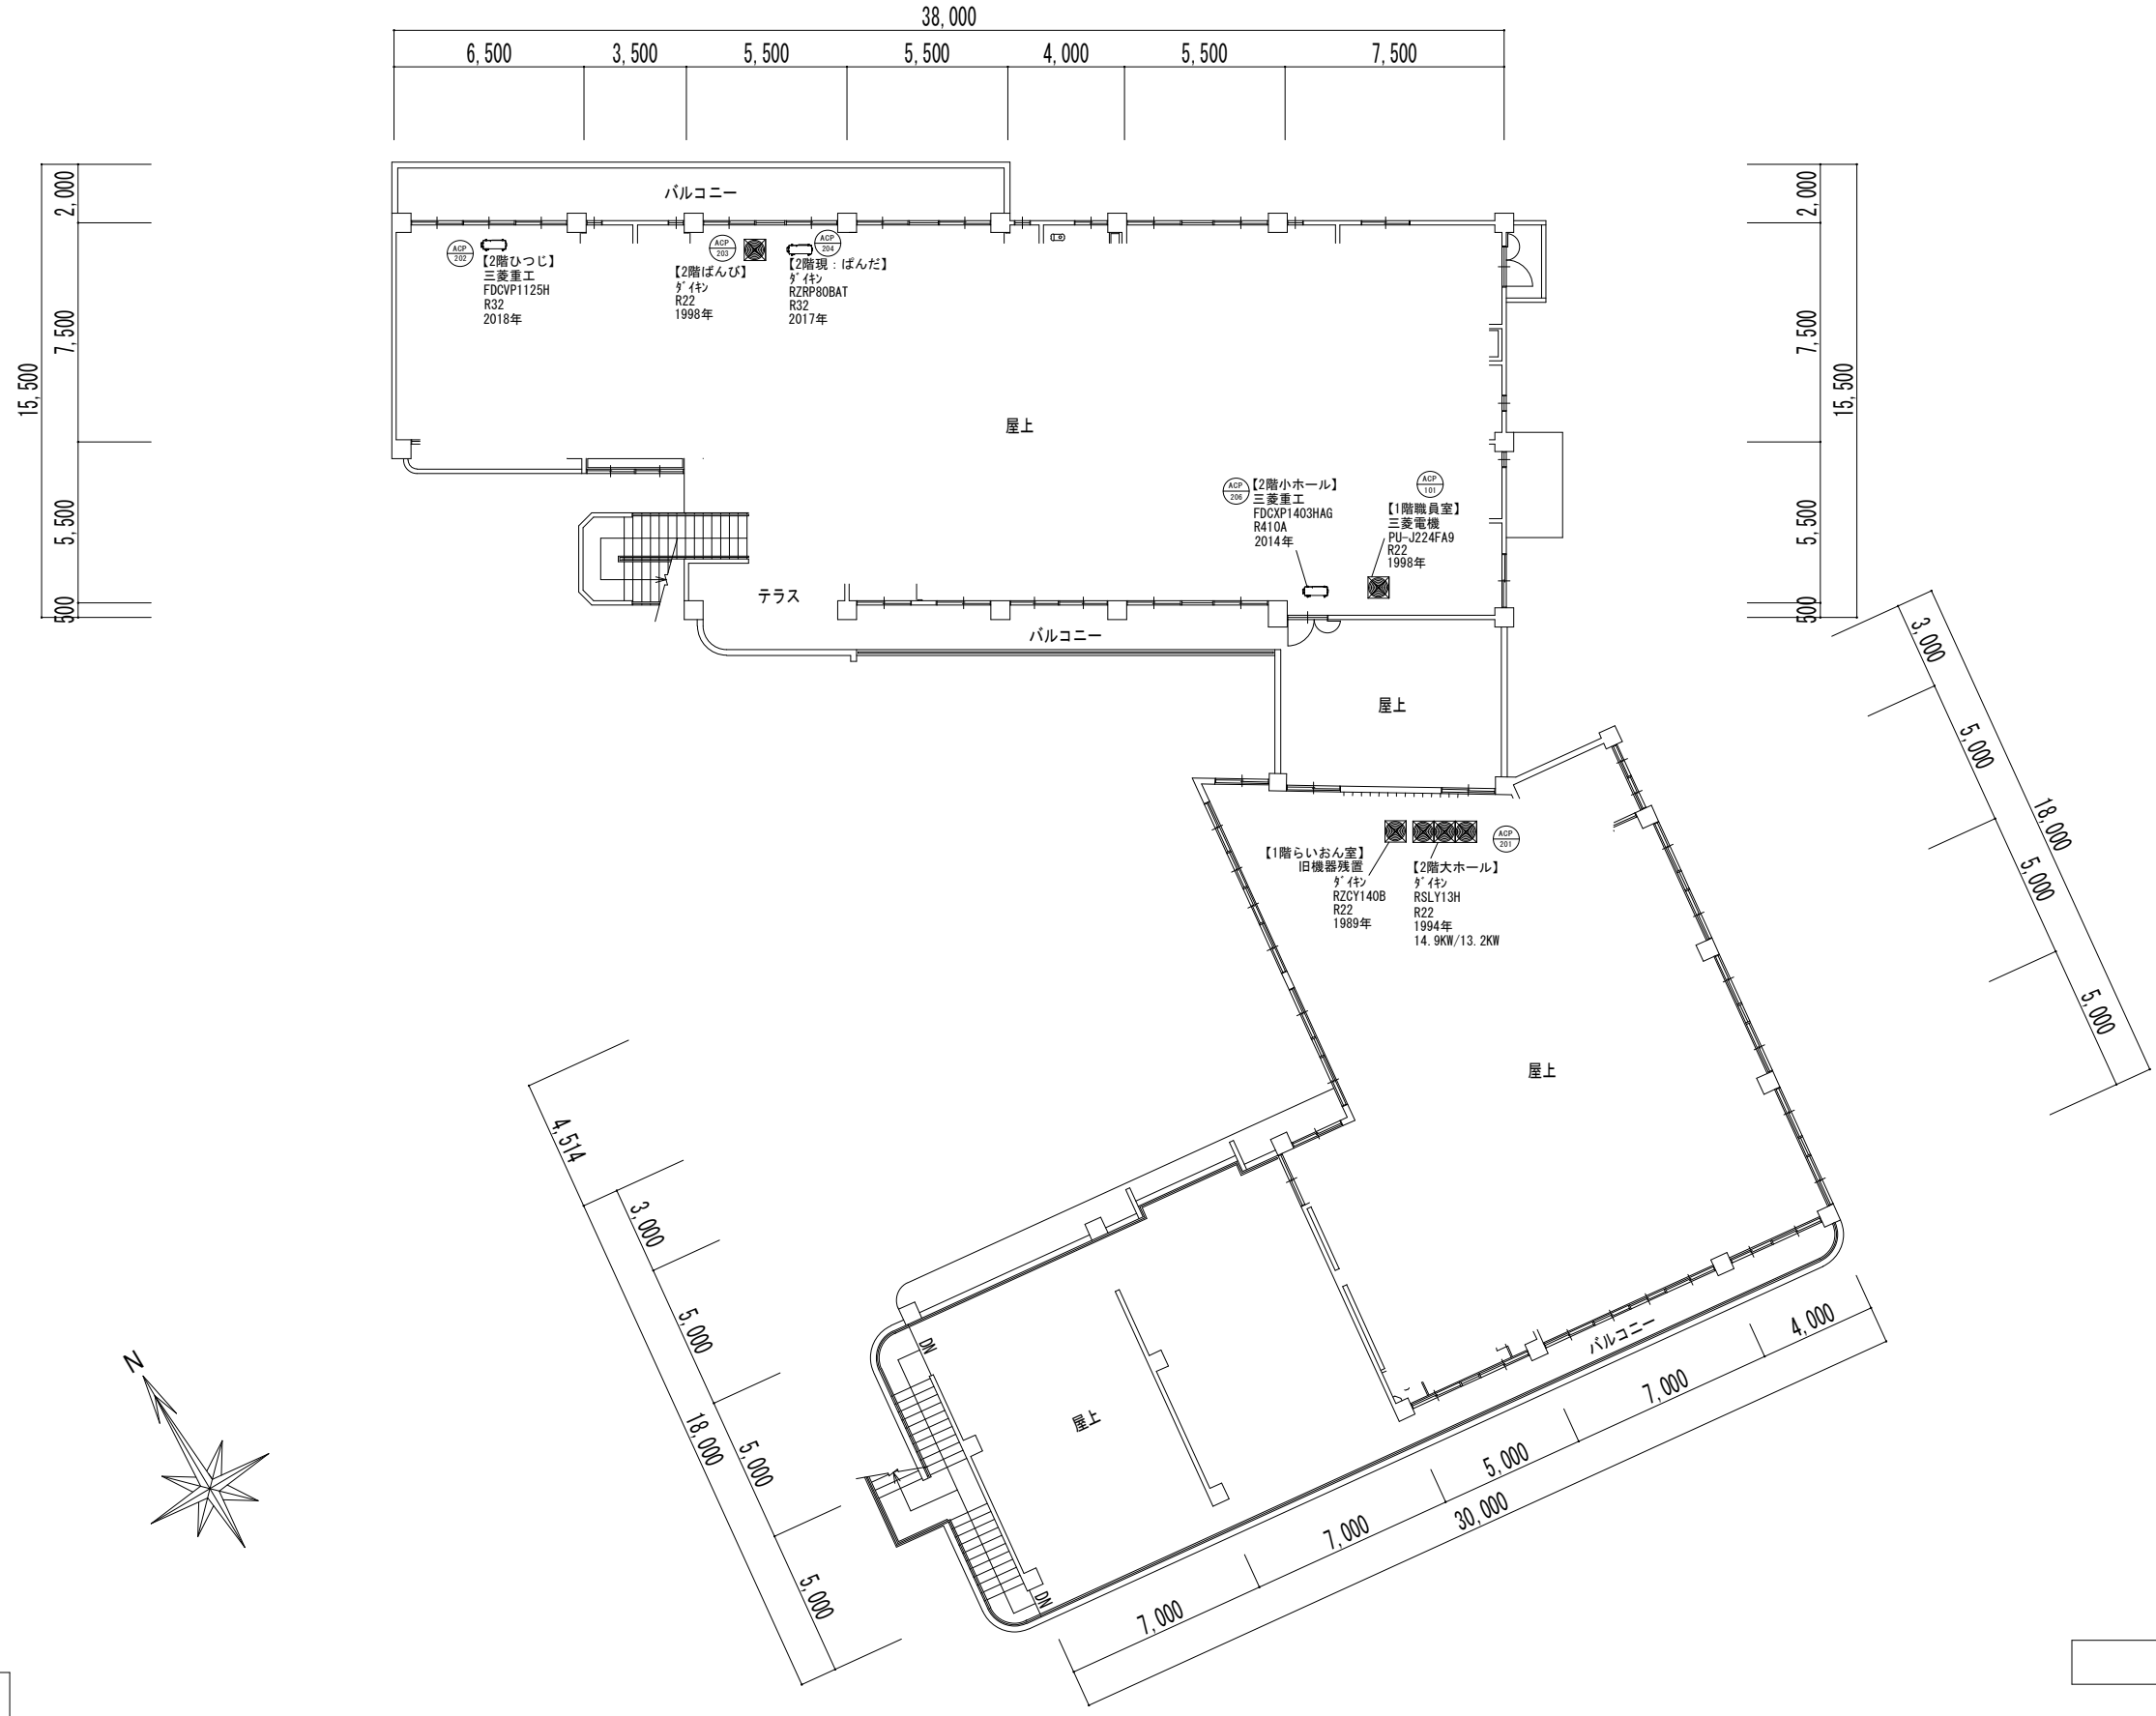 38,000
6,500
3,500
5,500
5,500
4,000
5,500
7,500
15,500
2,000
7,500
5,500
500
2,000
7,500
5,500
500
15,500
バルコニー
ACP
202
【2階ひつじ】
三菱重工
FDCVP1125H
R32
2018年
ACP
203
【2階ばんび】
ダイキン
R22
1998年
ACP
204
【2階現：ぱんだ】
ダイキン
RZRP80BAT
R32
2017年
屋上
ACP
206
【2階小ホール】
三菱重工
FDCXP1403HAG
R410A
2014年
ACP
101
【1階職員室】
三菱電機
PU-J224FA9
R22
1998年
テラス
バルコニー
屋上
3,000
5,000
5,000
5,000
18,000
【1階らいおん室】
旧機器残置
ダイキン
RZCY140B
R22
1989年
ACP
201
【2階大ホール】
ダイキン
RSLY13H
R22
1994年
14.9KW/13.2KW
屋上
4,514
3,000
5,000
5,000
5,000
18,000
DN
屋上
DN
バルコニー
4,000
7,000
5,000
7,000
7,000
30,000
N